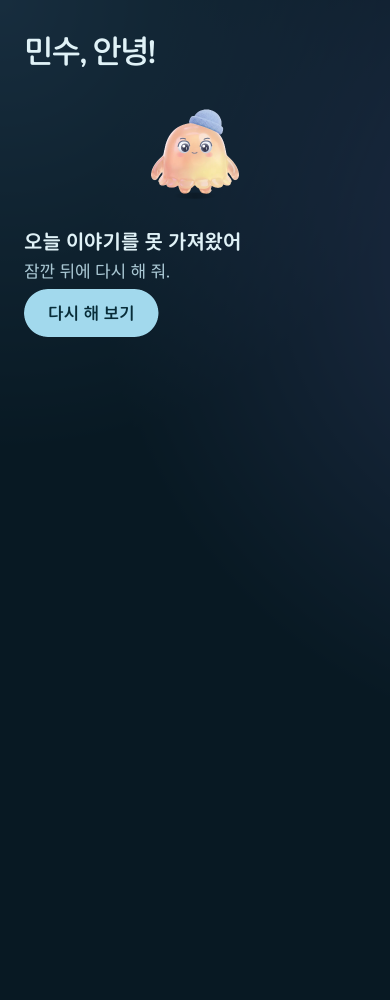 민수, 안녕!
오늘 이야기를 못 가져왔어
잠깐 뒤에 다시 해 줘.
다시 해 보기